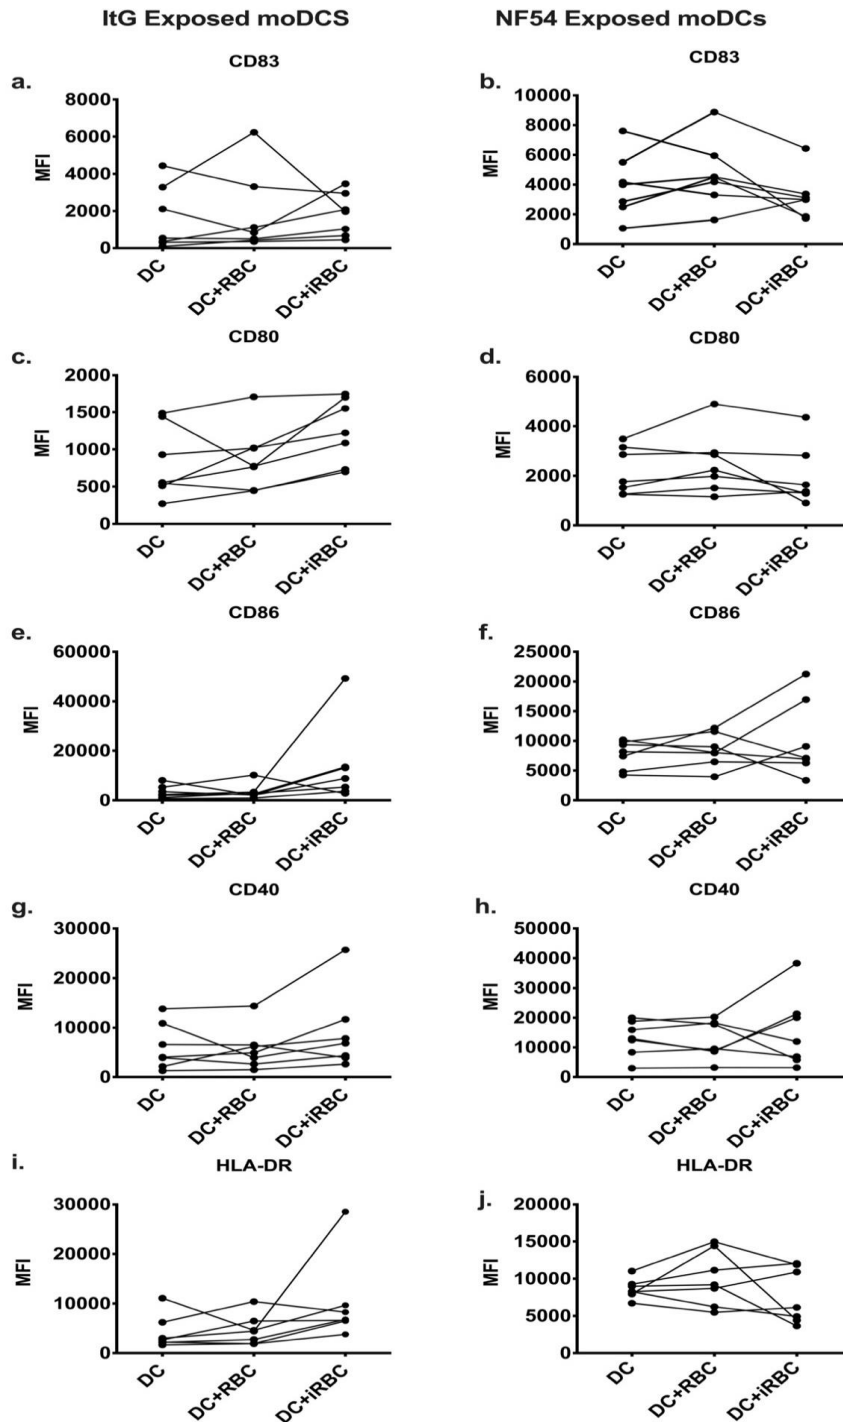 ItG Exposed moDCS
NF54 Exposed moDCs
a.
CD83
MFI
8000
6000
4000
2000
0
DC
DC+RBC
DC+iRBC
b.
CD83
MFI
10000
8000
6000
4000
2000
0
DC
DC+RBC
DC+iRBC
c.
CD80
MFI
2000
1500
1000
500
0
DC
DC+RBC
DC+iRBC
d.
CD80
MFI
6000
4000
2000
0
DC
DC+RBC
DC+iRBC
e.
CD86
MFI
60000
40000
20000
0
DC
DC+RBC
DC+iRBC
f.
CD86
MFI
25000
20000
15000
10000
5000
0
DC
DC+RBC
DC+iRBC
g.
CD40
MFI
30000
20000
10000
0
DC
DC+RBC
DC+iRBC
h.
CD40
MFI
50000
40000
30000
20000
10000
0
DC
DC+RBC
DC+iRBC
i.
HLA-DR
MFI
30000
20000
10000
0
DC
DC+RBC
DC+iRBC
j.
HLA-DR
MFI
20000
15000
10000
5000
0
DC
DC+RBC
DC+iRBC